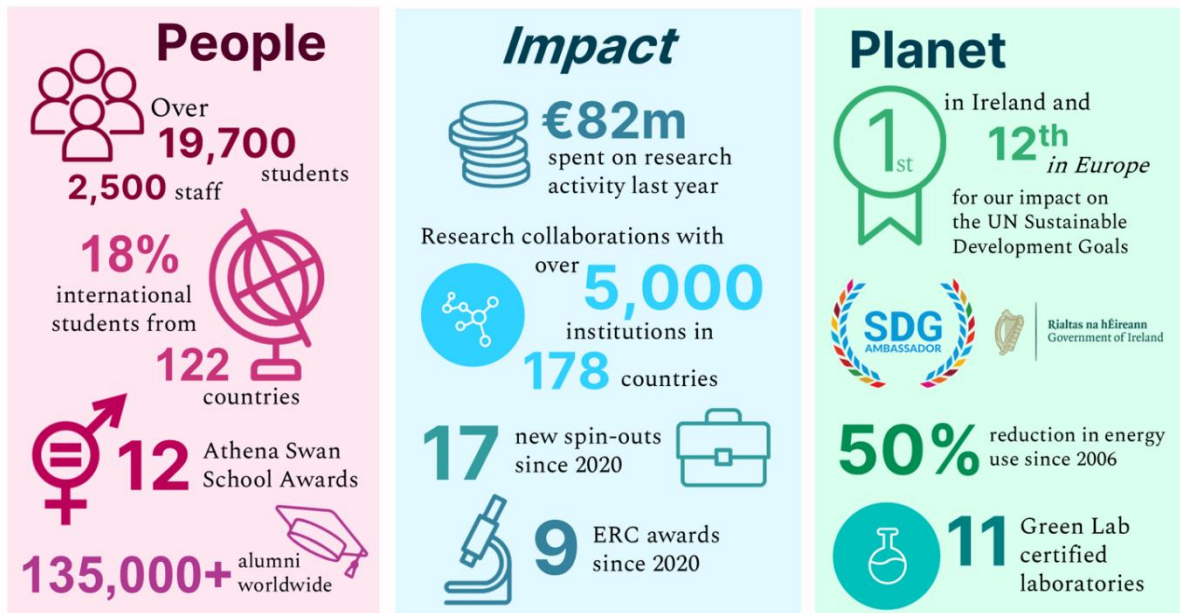 People
Over
19,700
students
2,500 staff
18%
international
students from
122
countries
12
Athena Swan
School Awards
135,000+
alumni
worldwide
Impact
€82m
spent on research
activity last year
Research collaborations with
over 5,000
institutions in
178 countries
17
new spin-outs
since 2020
9
ERC awards
since 2020
Planet
1st
in Ireland and
12th
in Europe
for our impact on
the UN Sustainable
Development Goals
SDG
AMBASSADOR
Rialtas na hÉireann
Government of Ireland
50%
reduction in energy
use since 2006
11
Green Lab
certified
laboratories